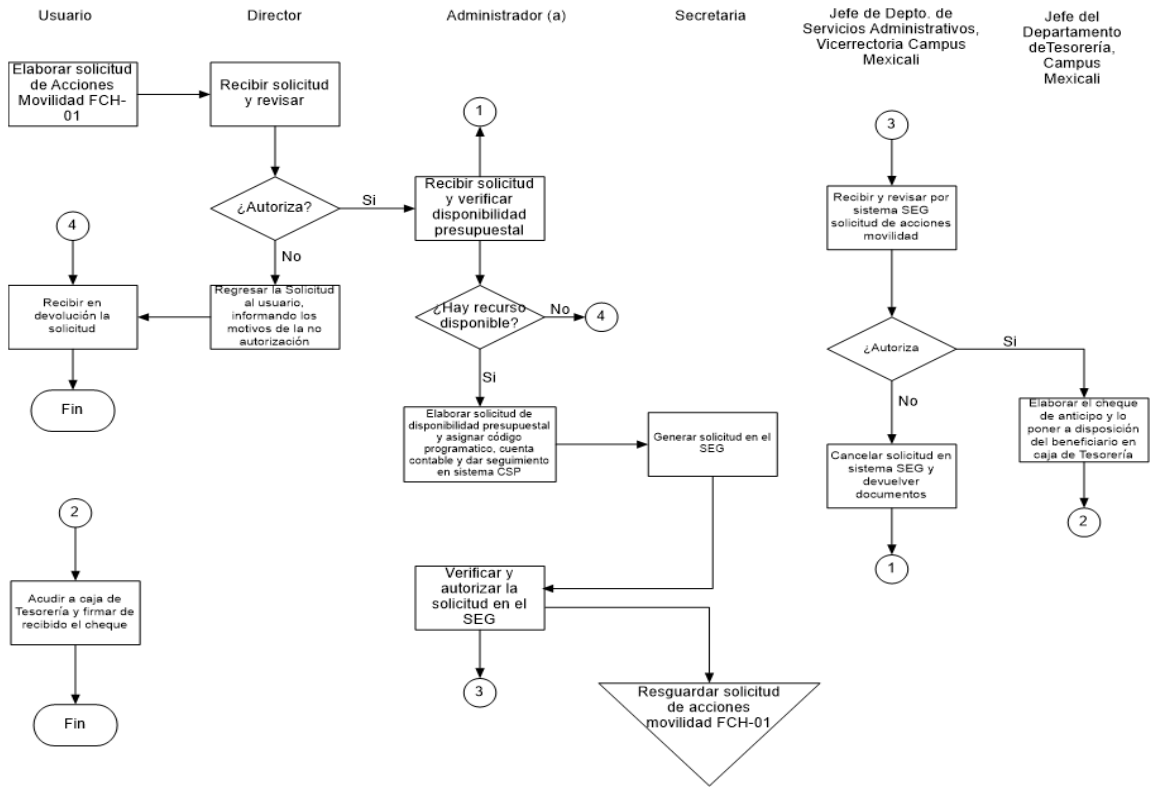 Usuario
Director
Administrador (a)
Secretaria
Jefe de Depto. de
Servicios Administrativos,
Vicerrectoria Campus
Mexicali
Jefe del
Departamento
deTesorería,
Campus
Mexicali
Elaborar solicitud
de Acciones
Movilidad FCH-
01
Recibir solicitud
y revisar
1
3
¿Autoriza?
Si
Recibir solicitud
y verificar
disponibilidad
presupuestal
Recibir y revisar por
sistema SEG
solicitud de acciones
movilidad
4
No
Recibir en
devolución la
solicitud
Regresar la Solicitud
al usuario,
informando los
motivos de la no
autorización
¿Hay recurso
disponible?
No
4
¿Autoriza
Si
No
Fin
Si
Elaborar solicitud de
disponibilidad presupuestal
y asignar código
programatico, cuenta
contable y dar seguimiento
en sistema CSP
Generar solicitud en el
SEG
Cancelar solicitud en
sistema SEG y
devuelver
documentos
Elaborar el cheque
de anticipo y lo
poner a disposición
del beneficiario en
caja de Tesorería
2
2
1
Acudir a caja de
Tesorería y firmar de
recibido el cheque
Verificar y
autorizar la
solicitud en el
SEG
3
Resguardar solicitud
de acciones
movilidad FCH-01
Fin